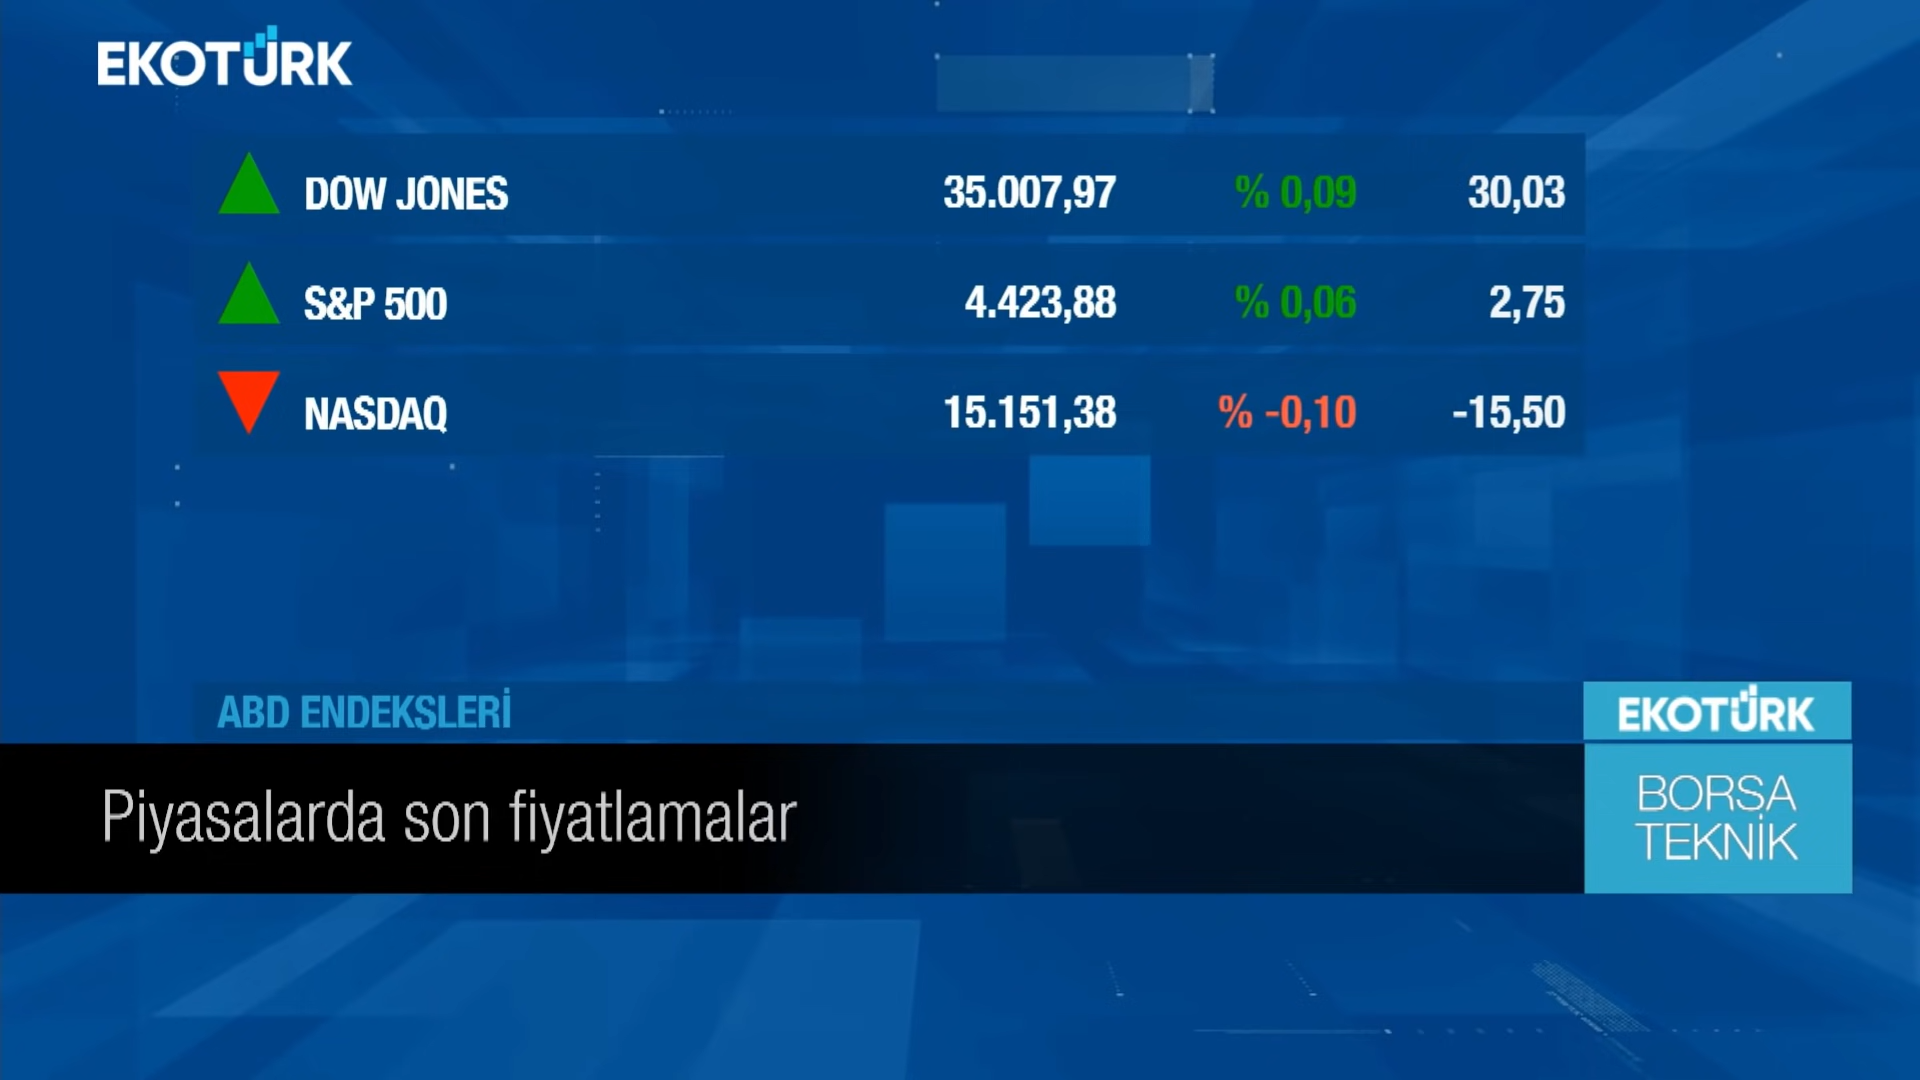 EKOTÜRK
DOW JONES 35.007,97 % 0,09 30,03
S&P 500 4.423,88 % 0,06 2,75
NASDAQ 15.151,38 % -0,10 -15,50
ABD ENDEKSLERİ
EKOTÜRK
Piyasalarda son fiyatlamalar
BORSA
TEKNİK